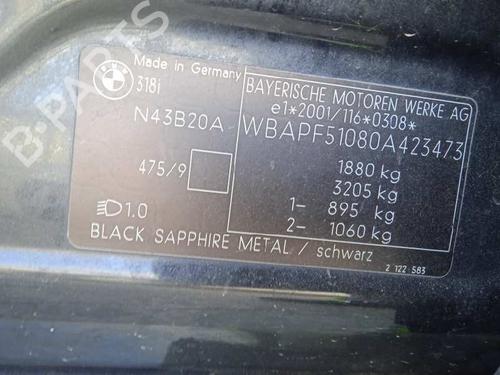 B-PARTS
BMW
Made in Germany
318i
N43B20A
475/9
1.0
BLACK SAPPHIRE METAL / schwarz
BAYERISCHE MOTOREN WERKE AG
e1*2001/116*0308*
WBAPF51080A423473
1880 kg
3205 kg
1- 895 kg
2- 1060 kg
2 122 583